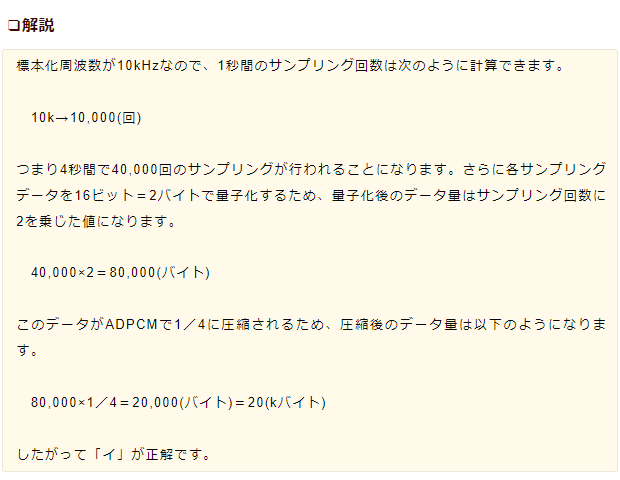 ❏解説
標本化周波数が10kHzなので、1秒間のサンプリング回数は次のように計算できます。
10k→10,000(回)
つまり4秒間で40,000回のサンプリングが行われることになります。さらに各サンプリング
データを16ビット＝2バイトで量子化するため、量子化後のデータ量はサンプリング回数に
2を乗じた値になります。
40,000×2＝80,000(バイト)
このデータがADPCMで1／4に圧縮されるため、圧縮後のデータ量は以下のようになりま
す。
80,000×1／4＝20,000(バイト)＝20(kバイト)
したがって「イ」が正解です。